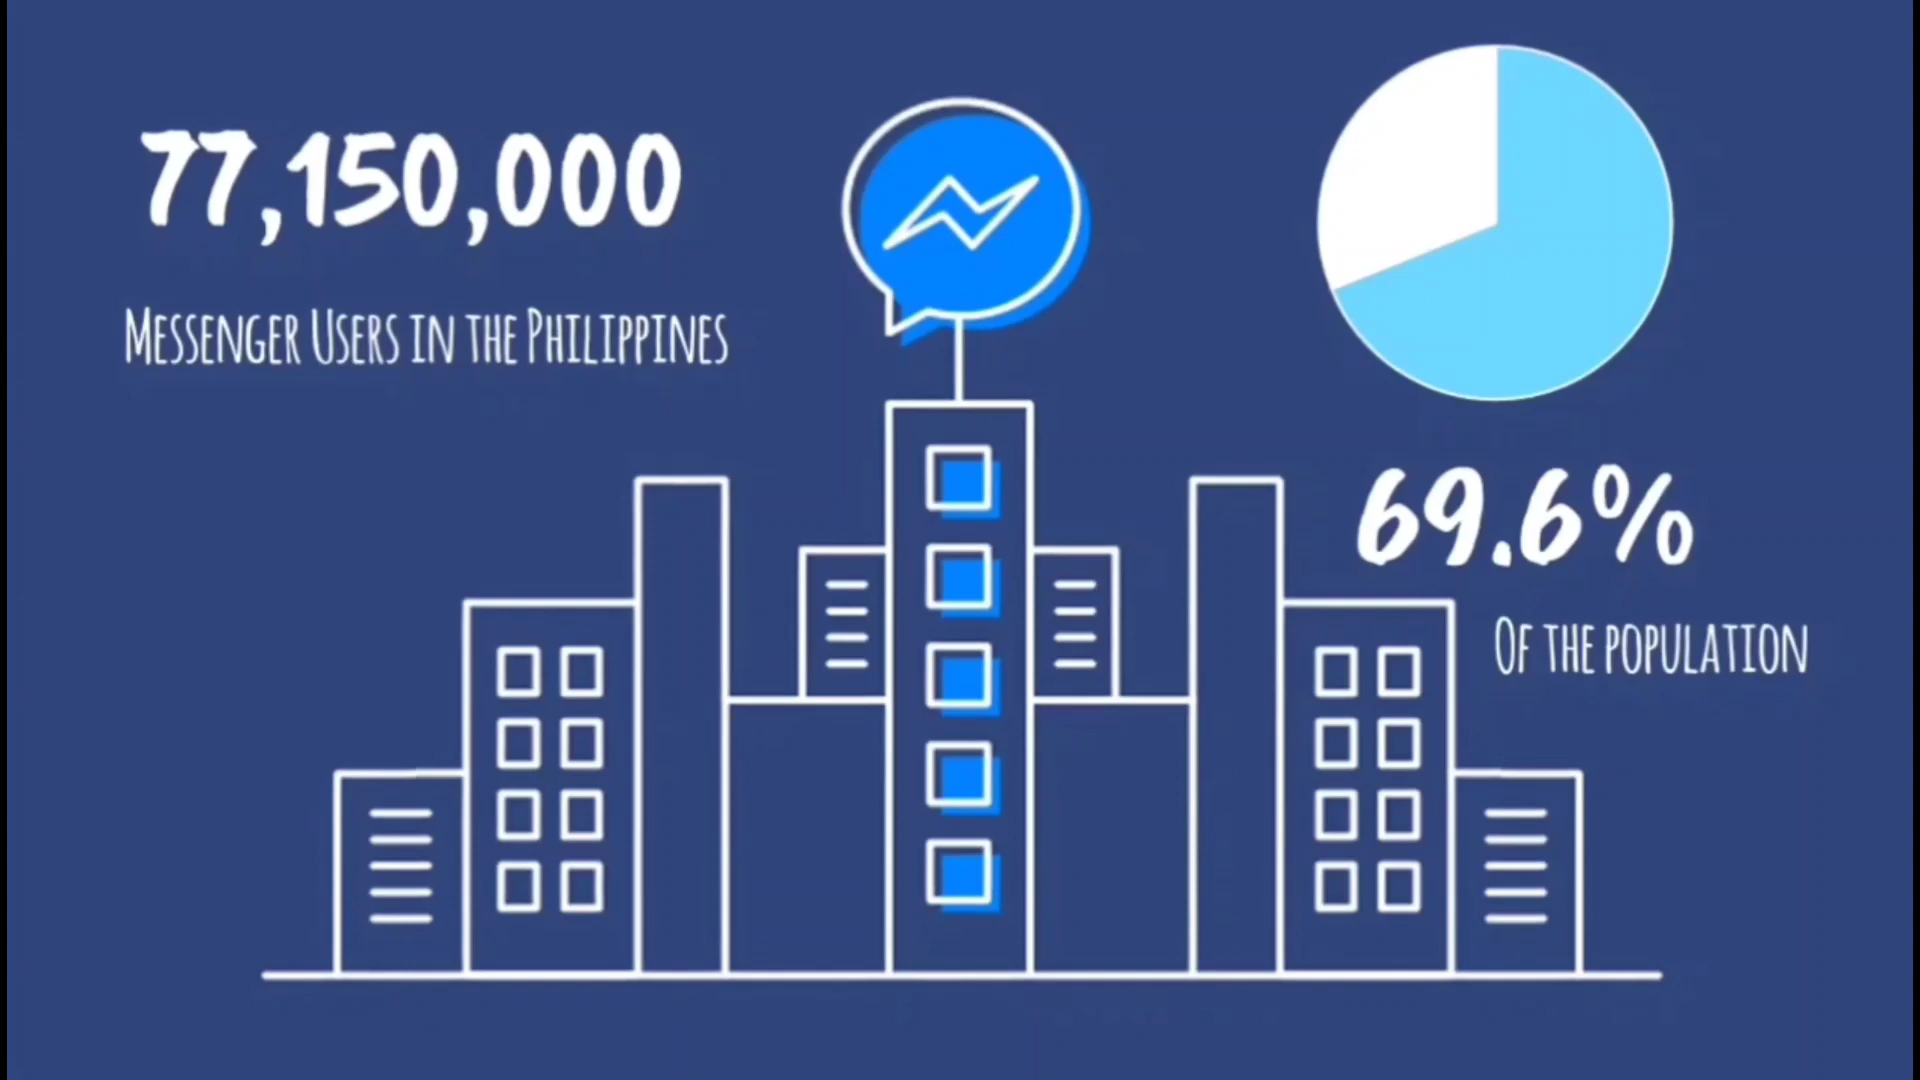 77,150,000
Messenger Users in the Philippines
69.6%
Of the population